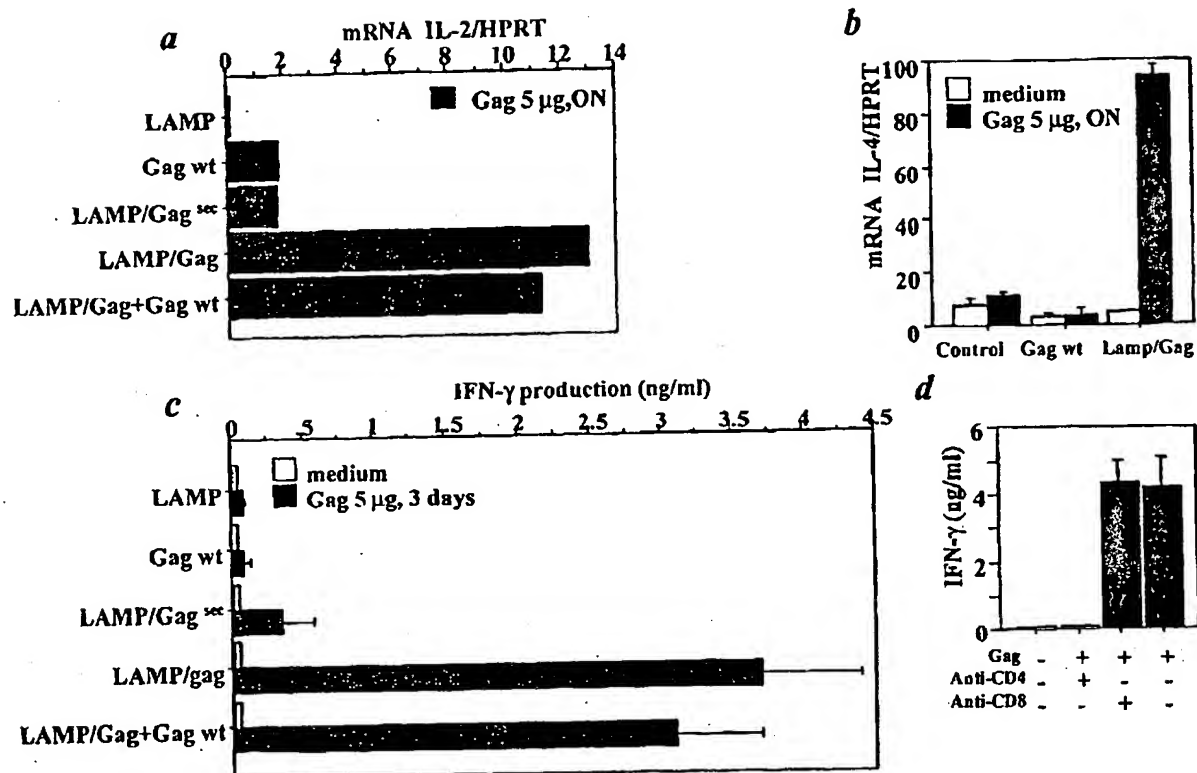 a
mRNA IL-2/HPRT
0 2 4 6 8 10 12 14
Gag 5 µg,ON
LAMP
Gag wt
LAMP/Gag sec
LAMP/Gag
LAMP/Gag+Gag wt
b
mRNA IL-4/HPRT
100
80
60
40
20
0
medium
Gag 5 µg, ON
Control Gag wt Lamp/Gag
c
IFN-γ production (ng/ml)
0 .5 1 1.5 2 2.5 3 3.5 4 4.5
medium
Gag 5 µg, 3 days
LAMP
Gag wt
LAMP/Gag sec
LAMP/gag
LAMP/Gag+Gag wt
d
IFN-γ (ng/ml)
6
4
2
0
Gag - + + +
Anti-CD4 - + - -
Anti-CD8 - - + -